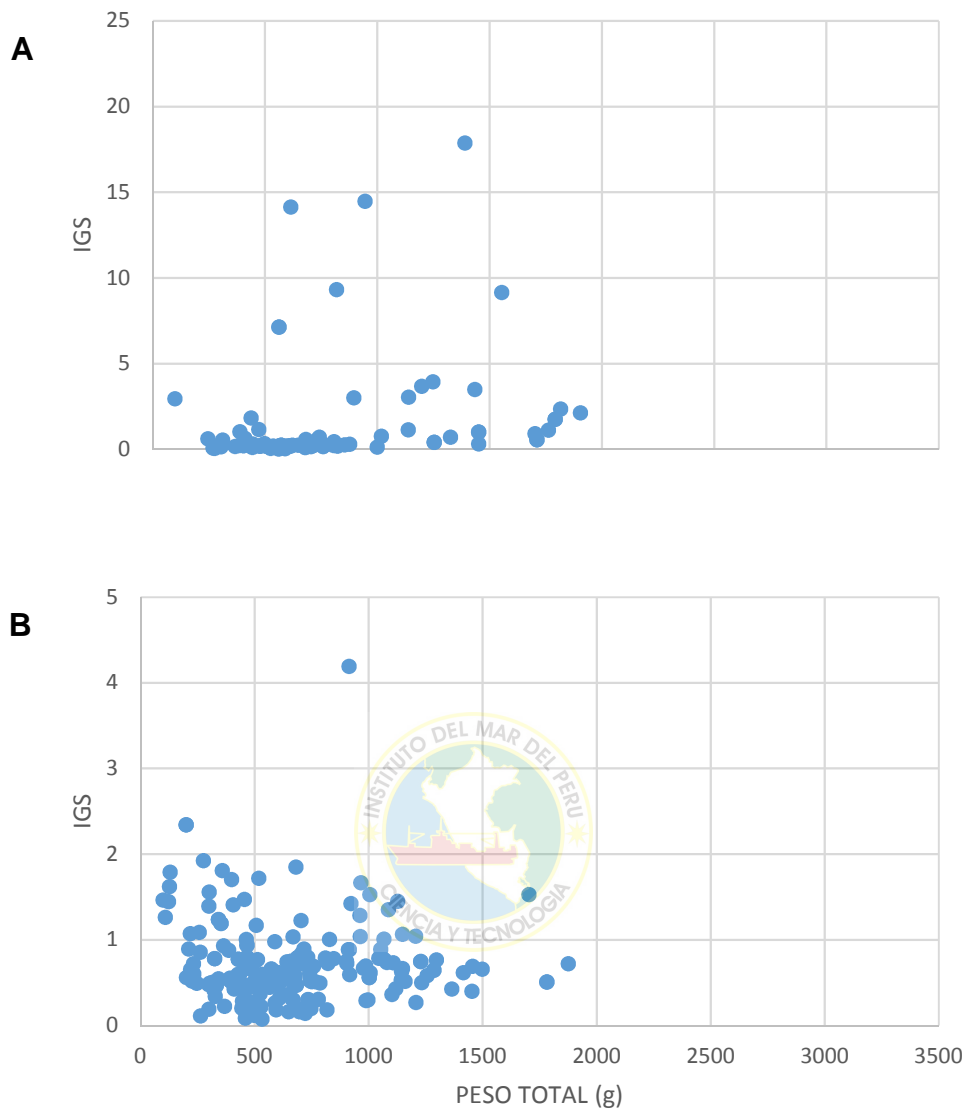 A
25
20
15
10
5
0
IGS
B
5
4
3
2
1
0
IGS
INSTITUTO DEL MAR DEL PERU
CIENCIA Y TECNOLOGIA
0 500 1000 1500 2000 2500 3000 3500
PESO TOTAL (g)